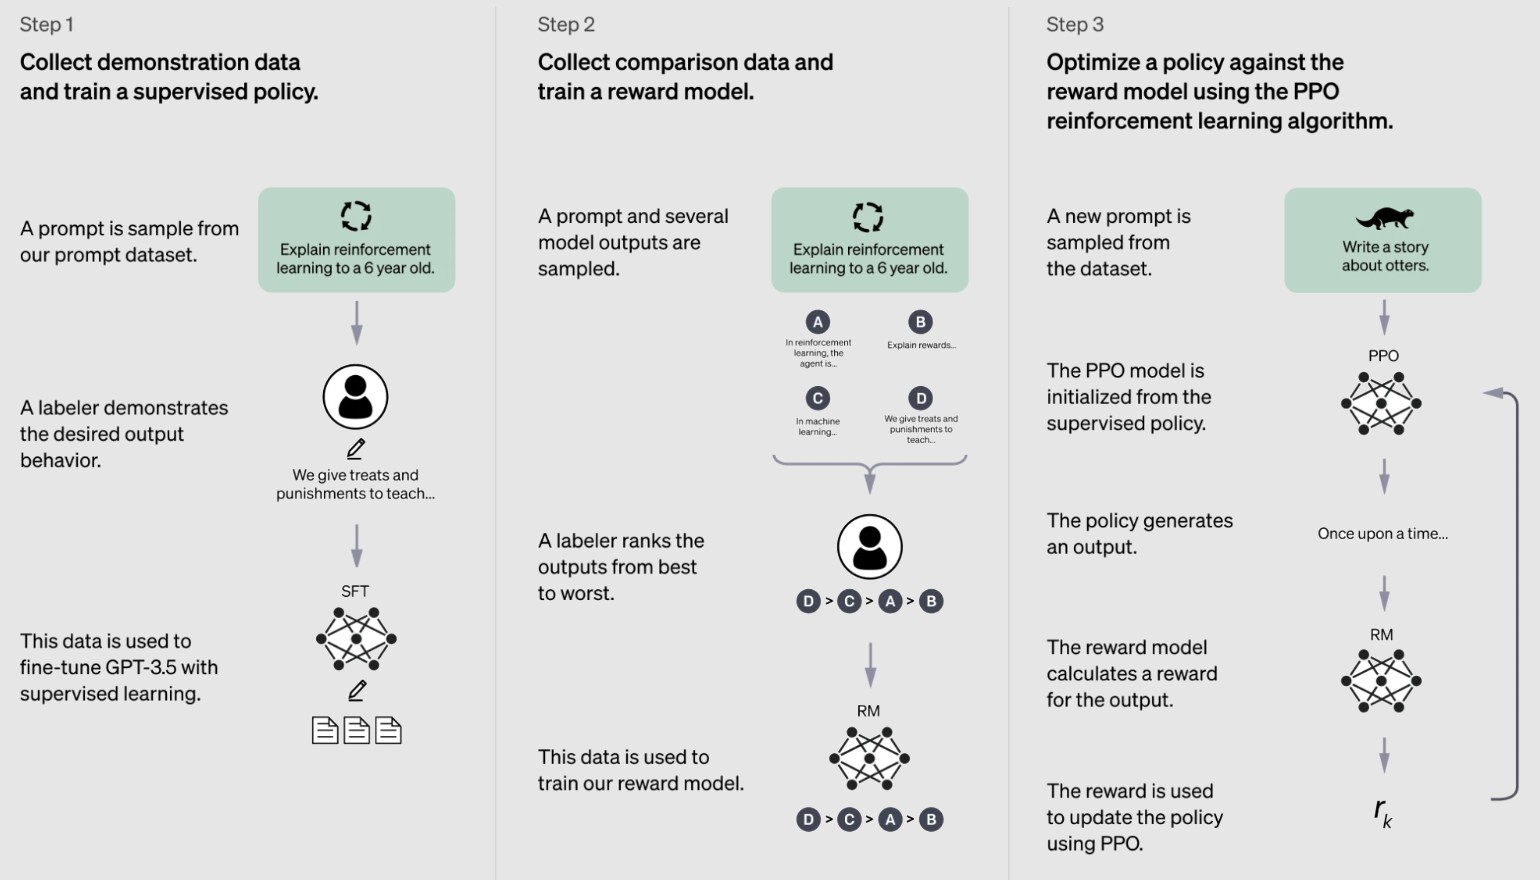 Step 1
Collect demonstration data
and train a supervised policy.
A prompt is sample from
our prompt dataset.
Explain reinforcement
learning to a 6 year old.
A labeler demonstrates
the desired output
behavior.
We give treats and
punishments to teach...
SFT
This data is used to
fine-tune GPT-3.5 with
supervised learning.
Step 2
Collect comparison data and
train a reward model.
A prompt and several
model outputs are
sampled.
Explain reinforcement
learning to a 6 year old.
A
In reinforcement
learning, the
agent is...
B
Explain rewards...
C
In machine
learning...
D
We give treats and
punishments to
teach...
A labeler ranks the
outputs from best
to worst.
D > C > A > B
RM
This data is used to
train our reward model.
D > C > A > B
Step 3
Optimize a policy against the
reward model using the PPO
reinforcement learning algorithm.
A new prompt is
sampled from
the dataset.
Write a story
about otters.
PPO
The PPO model is
initialized from the
supervised policy.
The policy generates
an output.
Once upon a time...
RM
The reward model
calculates a reward
for the output.
The reward is used
to update the policy
using PPO.
rk